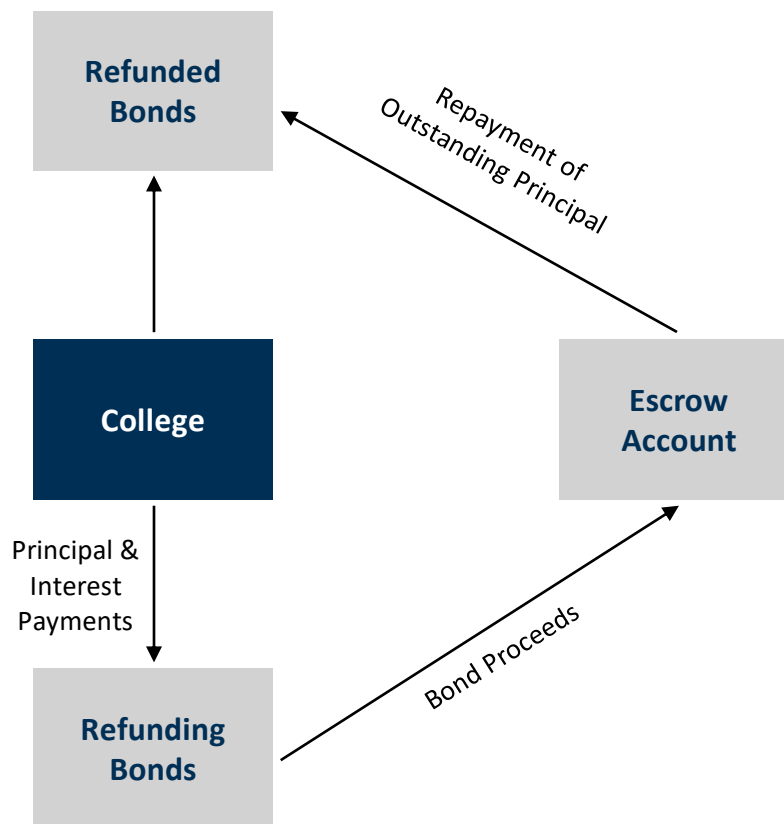 Refunded
Bonds
Repayment of
Outstanding Principal
College
Escrow
Account
Principal &
Interest
Payments
Bond Proceeds
Refunding
Bonds